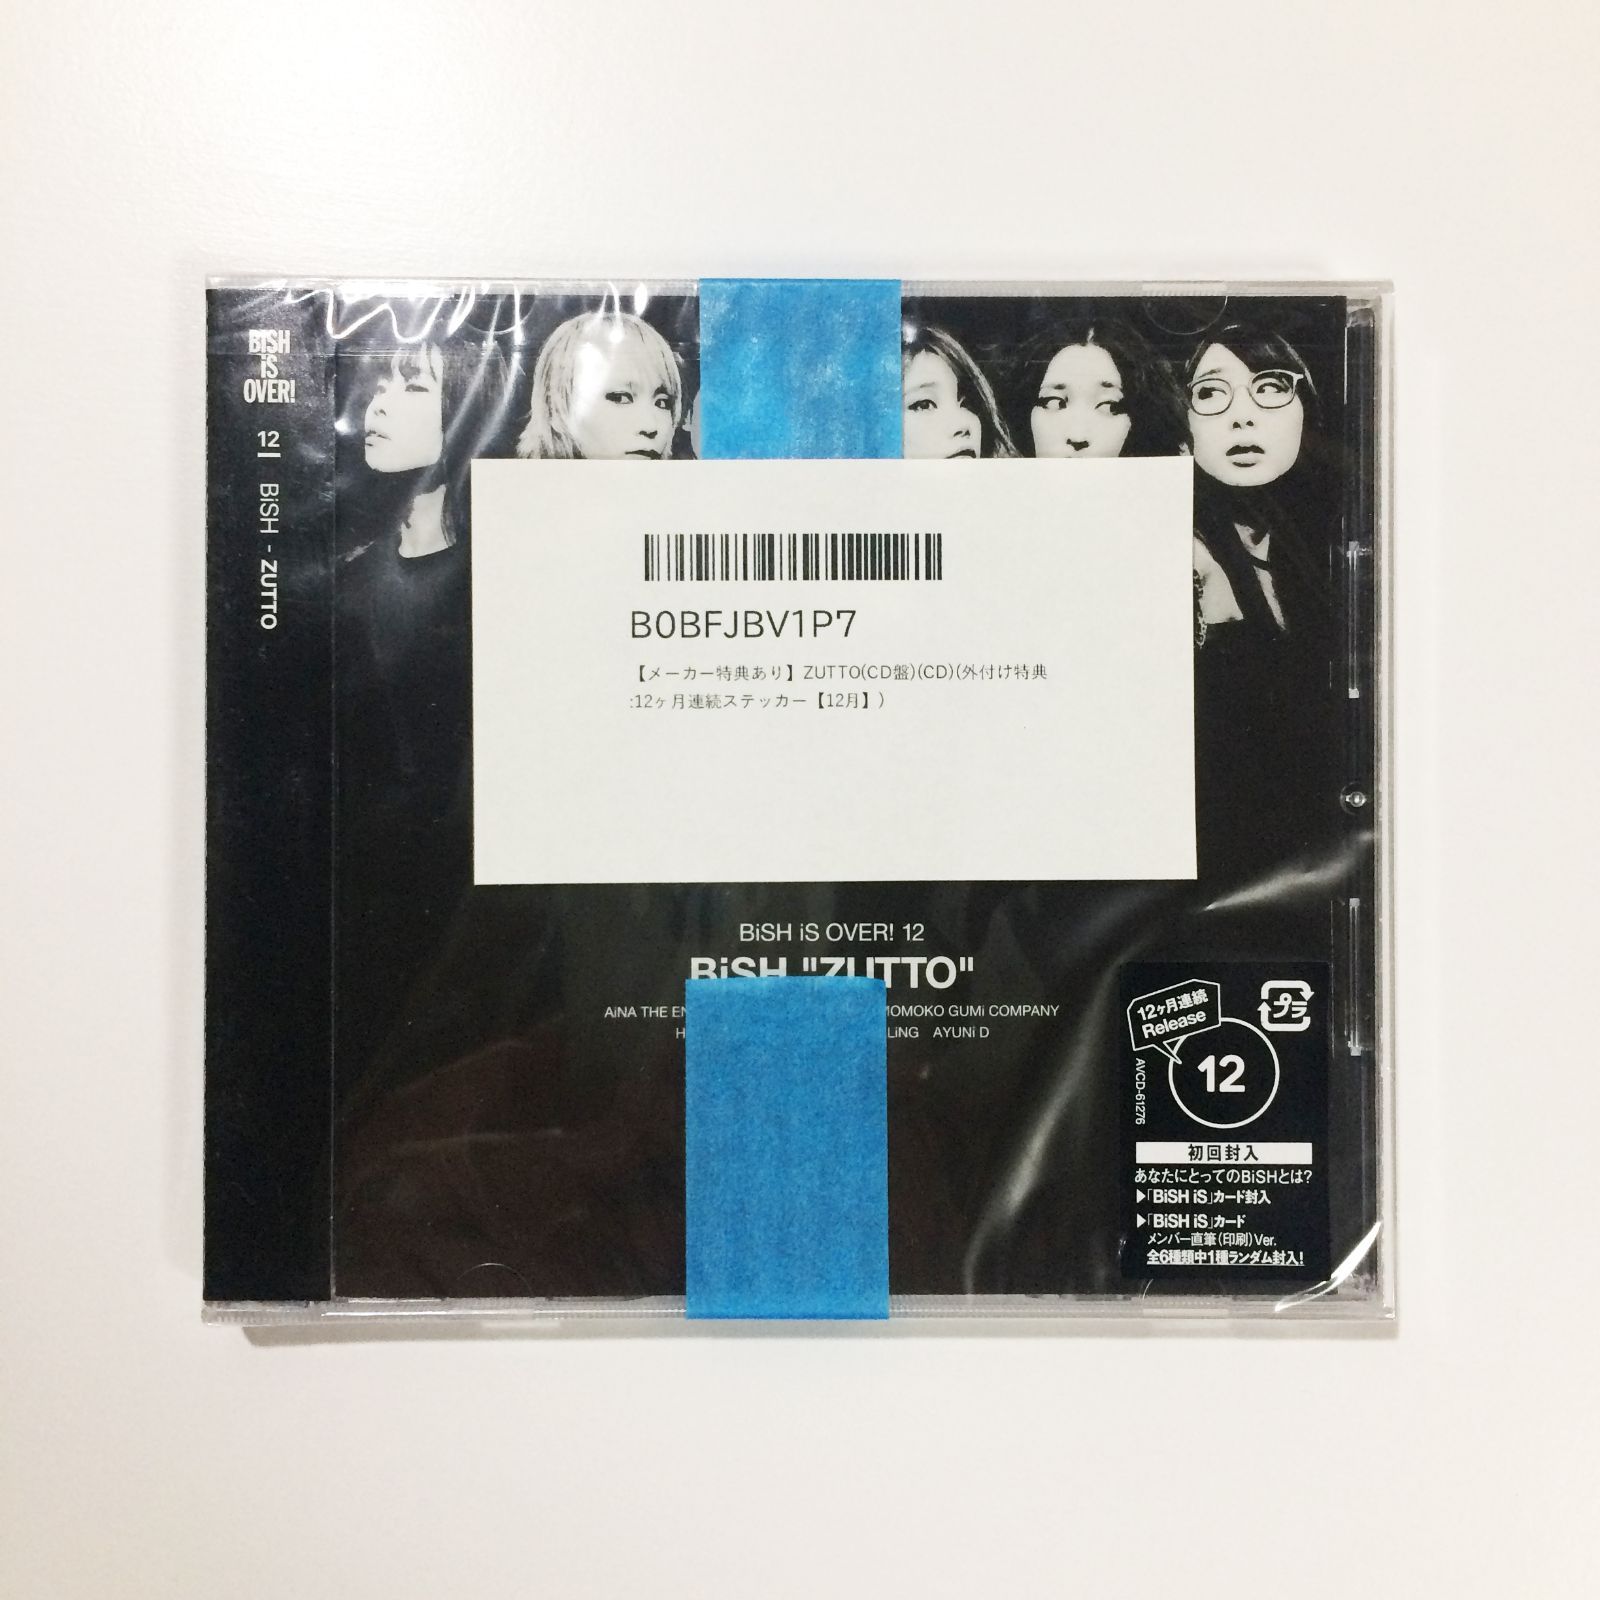 BiSH
iS
OVER!
12
BiSH - ZUTTO
B0BFJBV1P7
【メーカー特典あり】ZUTTO(CD盤)(CD)(外付け特典
:12ヶ月連続ステッカー【12月】)
BiSH iS OVER! 12
BiSH "ZUTTO"
AiNA THE MOMOKO GUMi COMPANY
AYUNi D
12ヶ月連続
Release
12
プラ
AVCD-61276
初回封入
あなたにとってのBiSHとは?
▶「BiSH iS」カード封入
▶「BiSH iS」カード
メンバー直筆(印刷)Ver.
全6種類中1種ランダム封入!